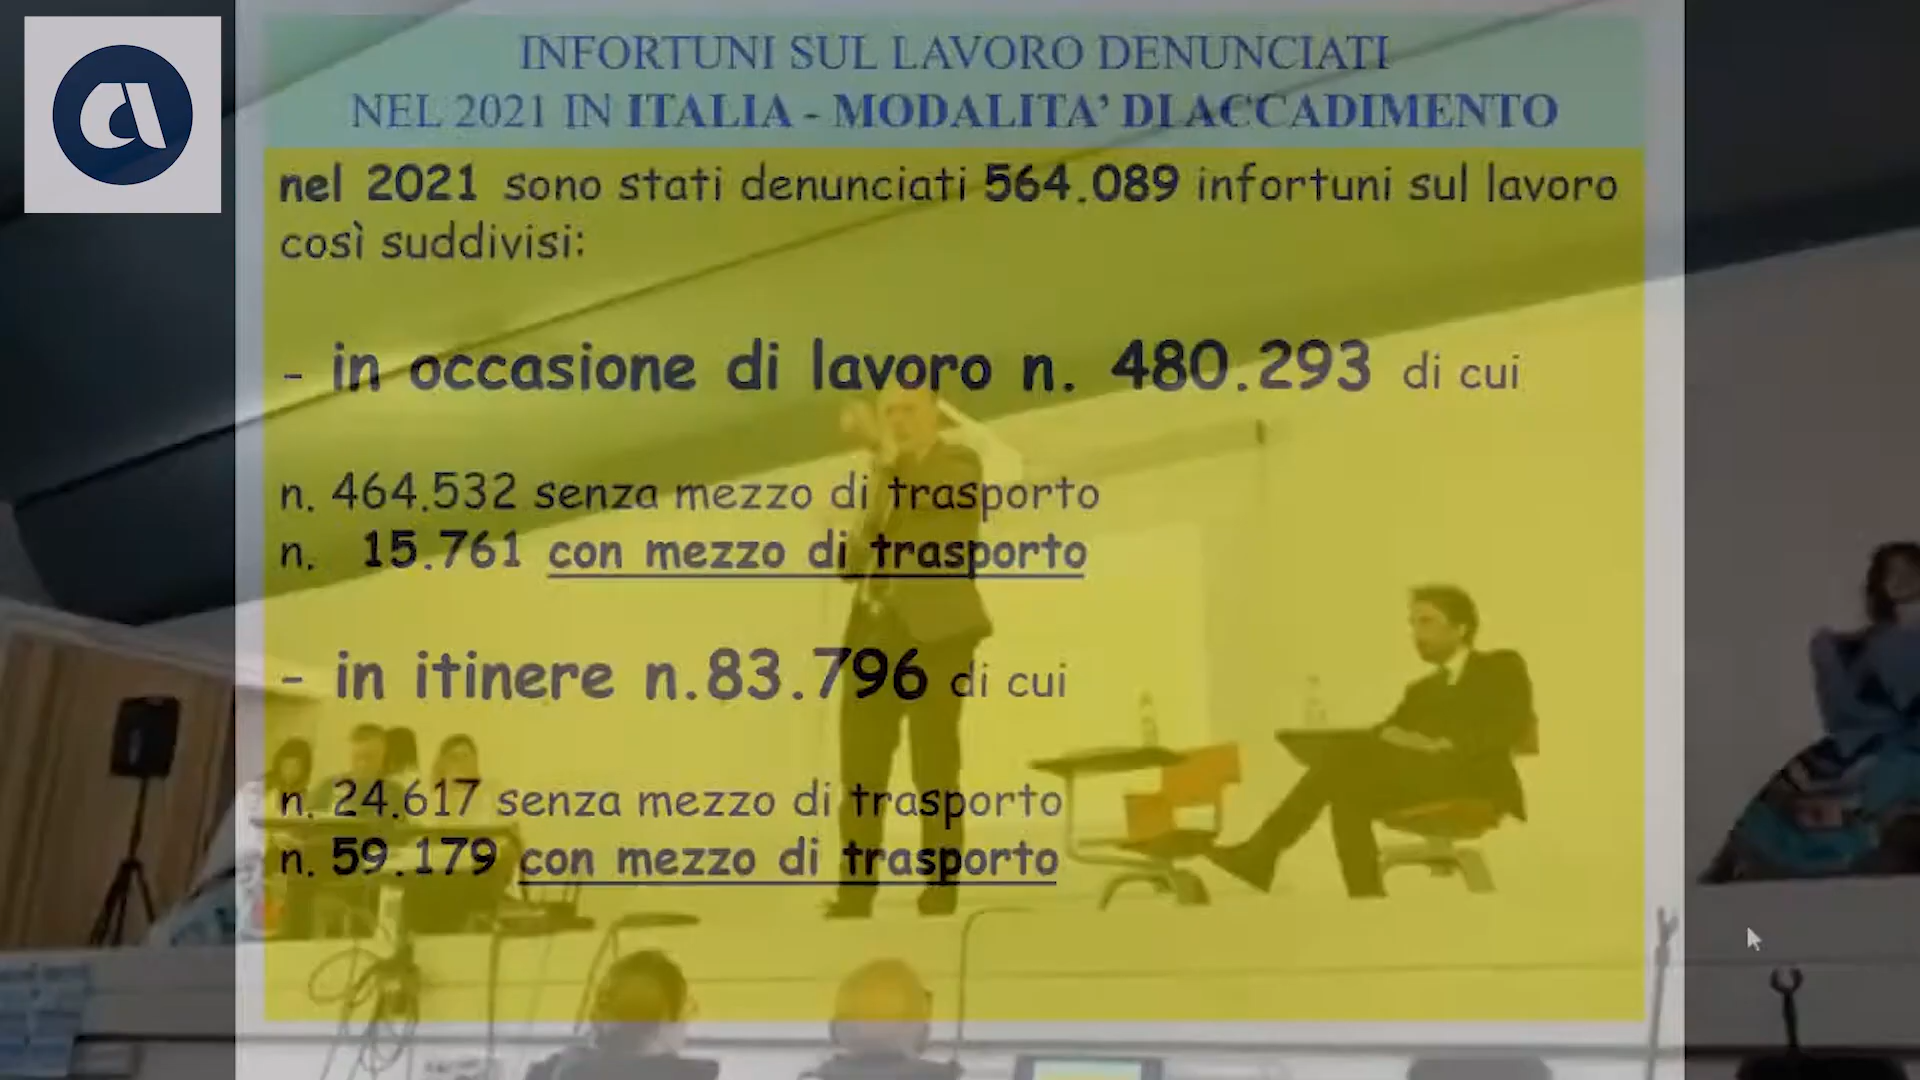 INFORTUNI SUL LAVORO DENUNCIATI
NEL 2021 IN ITALIA - MODALITA' DI ACCADIMENTO
nel 2021 sono stati denunciati 564.089 infortuni sul lavoro
così suddivisi:
- in occasione di lavoro n. 480.293 di cui
n. 464.532 senza mezzo di trasporto
n. 15.761 con mezzo di trasporto
- in itinere n.83.796 di cui
n. 24.617 senza mezzo di trasporto
n. 59.179 con mezzo di trasporto